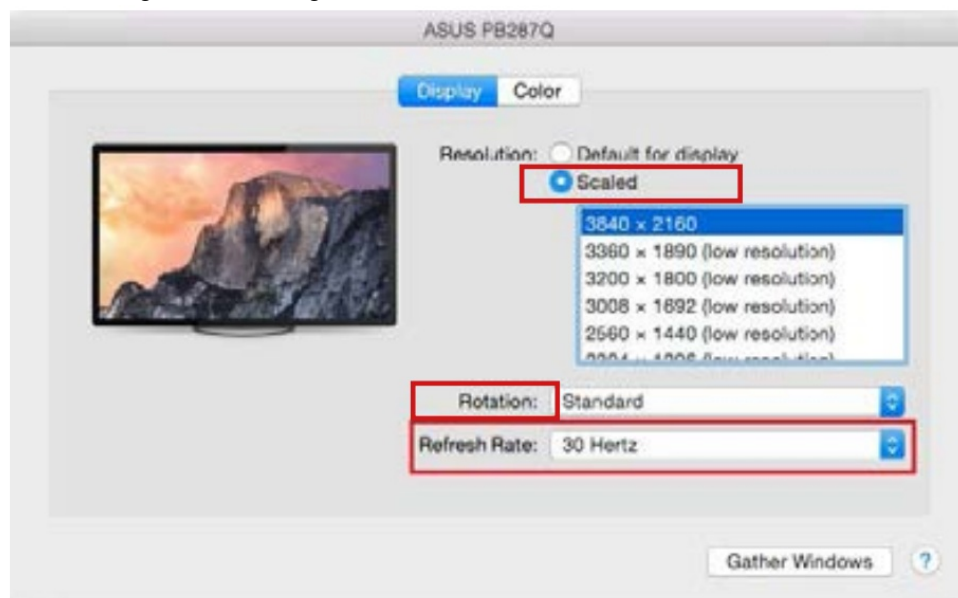 ASUS PB287Q
Display Color
Resolution: Default for display
Scaled
3840 × 2160
3360 × 1890 (low resolution)
3200 × 1800 (low resolution)
3008 × 1692 (low resolution)
2560 × 1440 (low resolution)
Rotation: Standard
Refresh Rate: 30 Hertz
Gather Windows ?